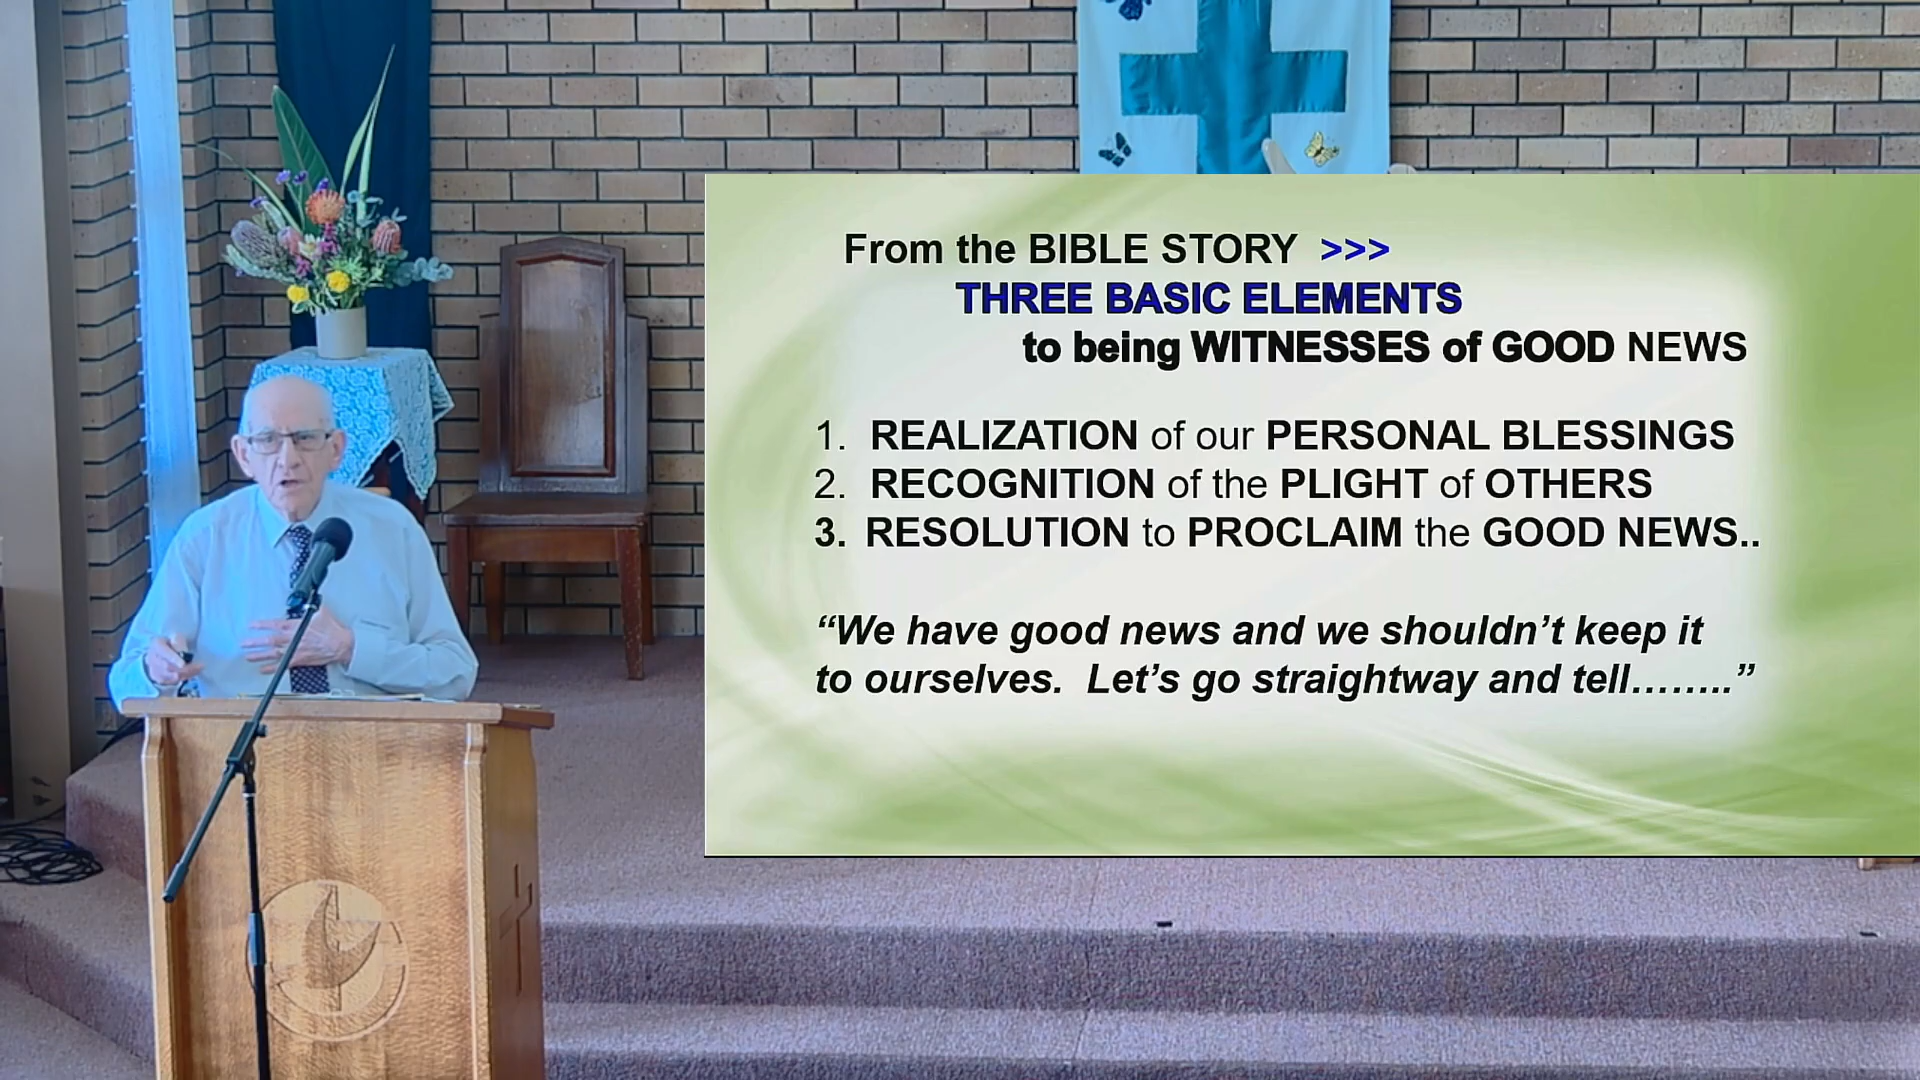 From the BIBLE STORY >>>
THREE BASIC ELEMENTS
to being WITNESSES of GOOD NEWS
1. REALIZATION of our PERSONAL BLESSINGS
2. RECOGNITION of the PLIGHT of OTHERS
3. RESOLUTION to PROCLAIM the GOOD NEWS..
“We have good news and we shouldn’t keep it
to ourselves. Let’s go straightway and tell……..”